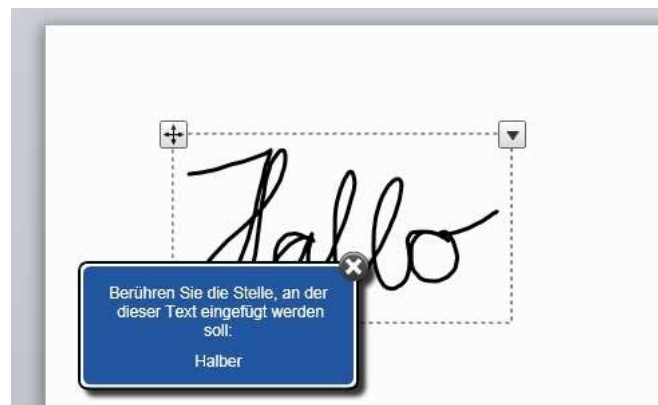 Hallo
Berühren Sie die Stelle, an der
dieser Text eingefügt werden
soll:
Halber